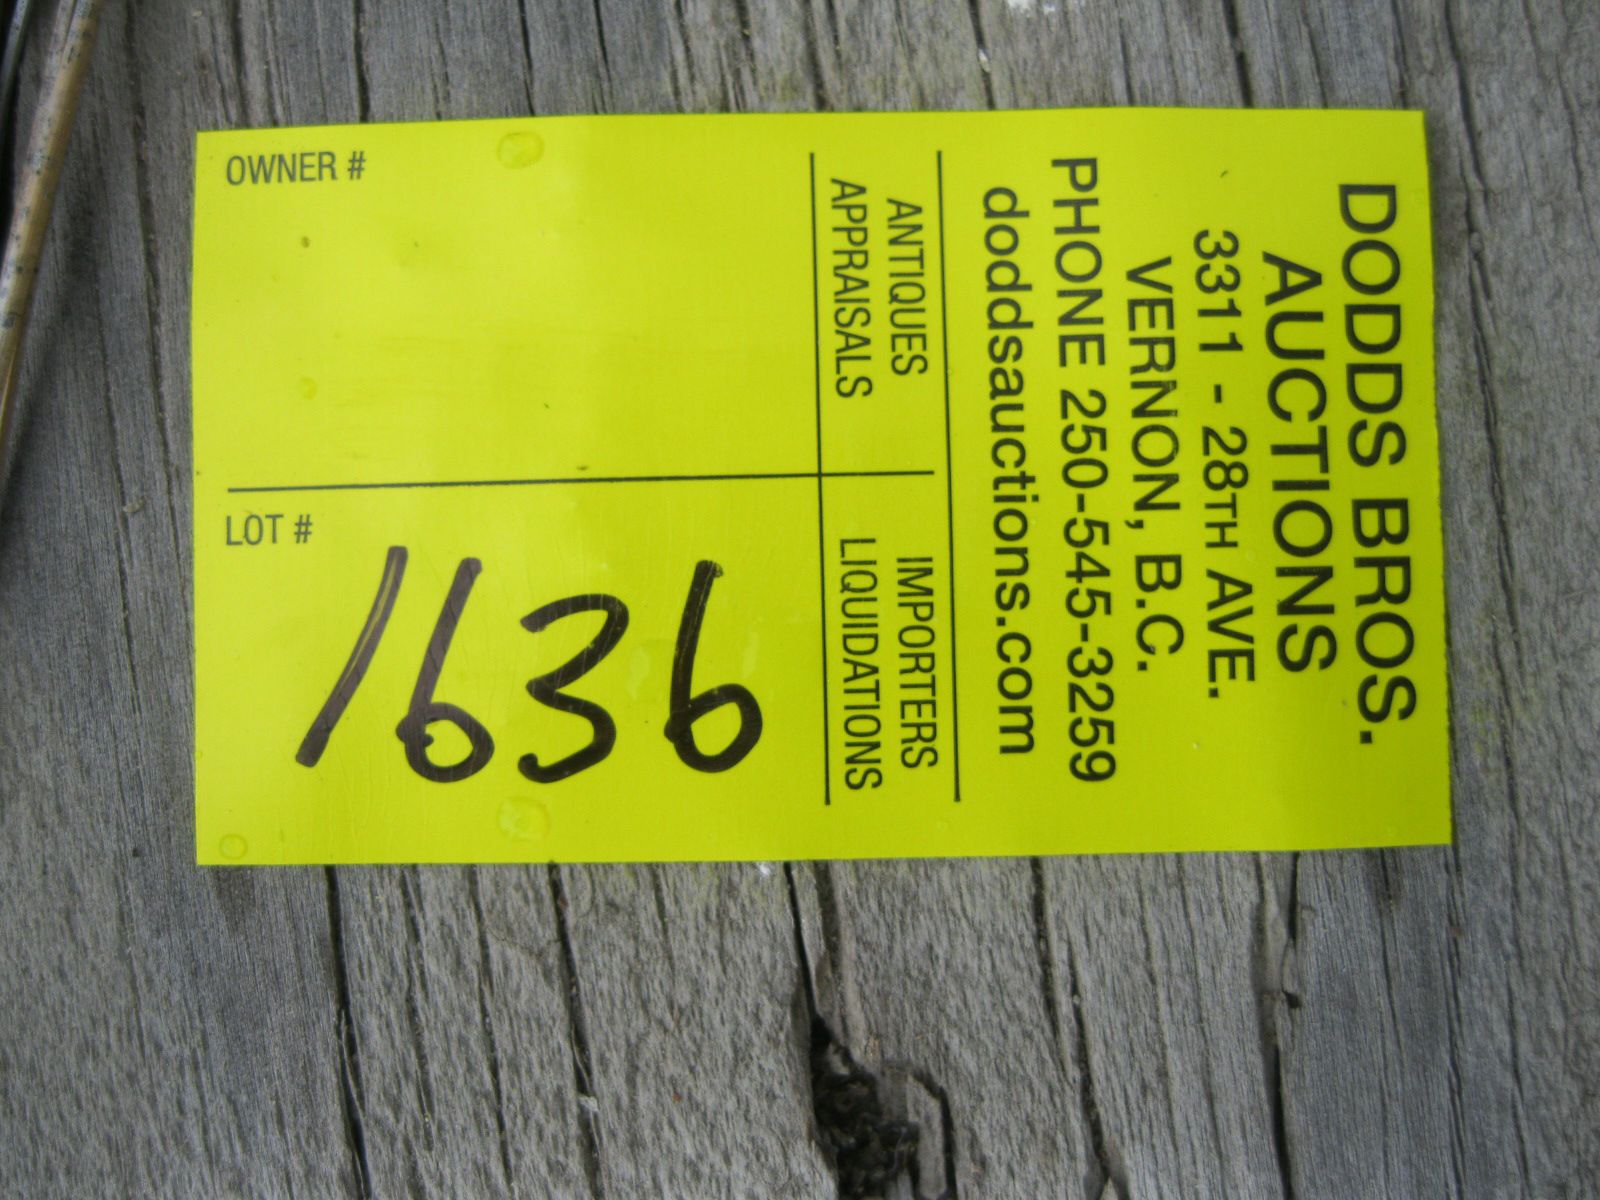 DODDS BROS.
AUCTIONS
3311 - 28TH AVE.
VERNON, B.C.
PHONE 250-545-3259
doddsauctions.com
ANTIQUES
APPRAISALS
IMPORTERS
LIQUIDATIONS
OWNER #
LOT #
1636